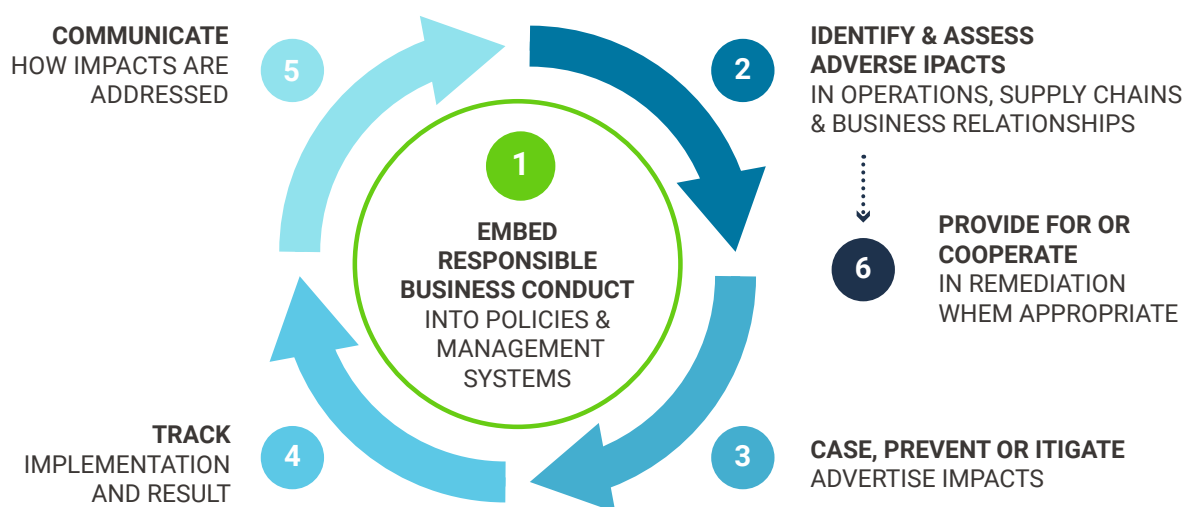 COMMUNICATE
HOW IMPACTS ARE
ADDRESSED
5
2
IDENTIFY & ASSESS
ADVERSE IPACTS
IN OPERATIONS, SUPPLY CHAINS
& BUSINESS RELATIONSHIPS
1
EMBED
RESPONSIBLE
BUSINESS CONDUCT
INTO POLICIES &
MANAGEMENT
SYSTEMS
6
PROVIDE FOR OR
COOPERATE
IN REMEDIATION
WHEM APPROPRIATE
TRACK
IMPLEMENTATION
AND RESULT
4
3
CASE, PREVENT OR ITIGATE
ADVERTISE IMPACTS